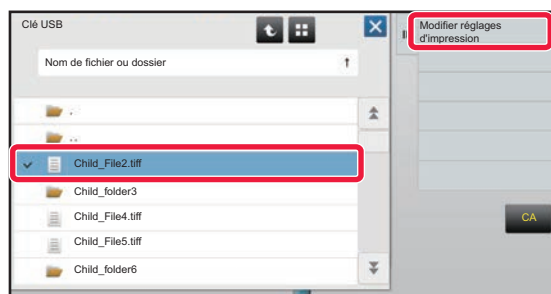 Clé USB
Modifier réglages
d'impression
Nom de fichier ou dossier
.
..
Child_File2.tiff
Child_folder3
Child_File4.tiff
CA
Child_File5.tiff
Child_folder6